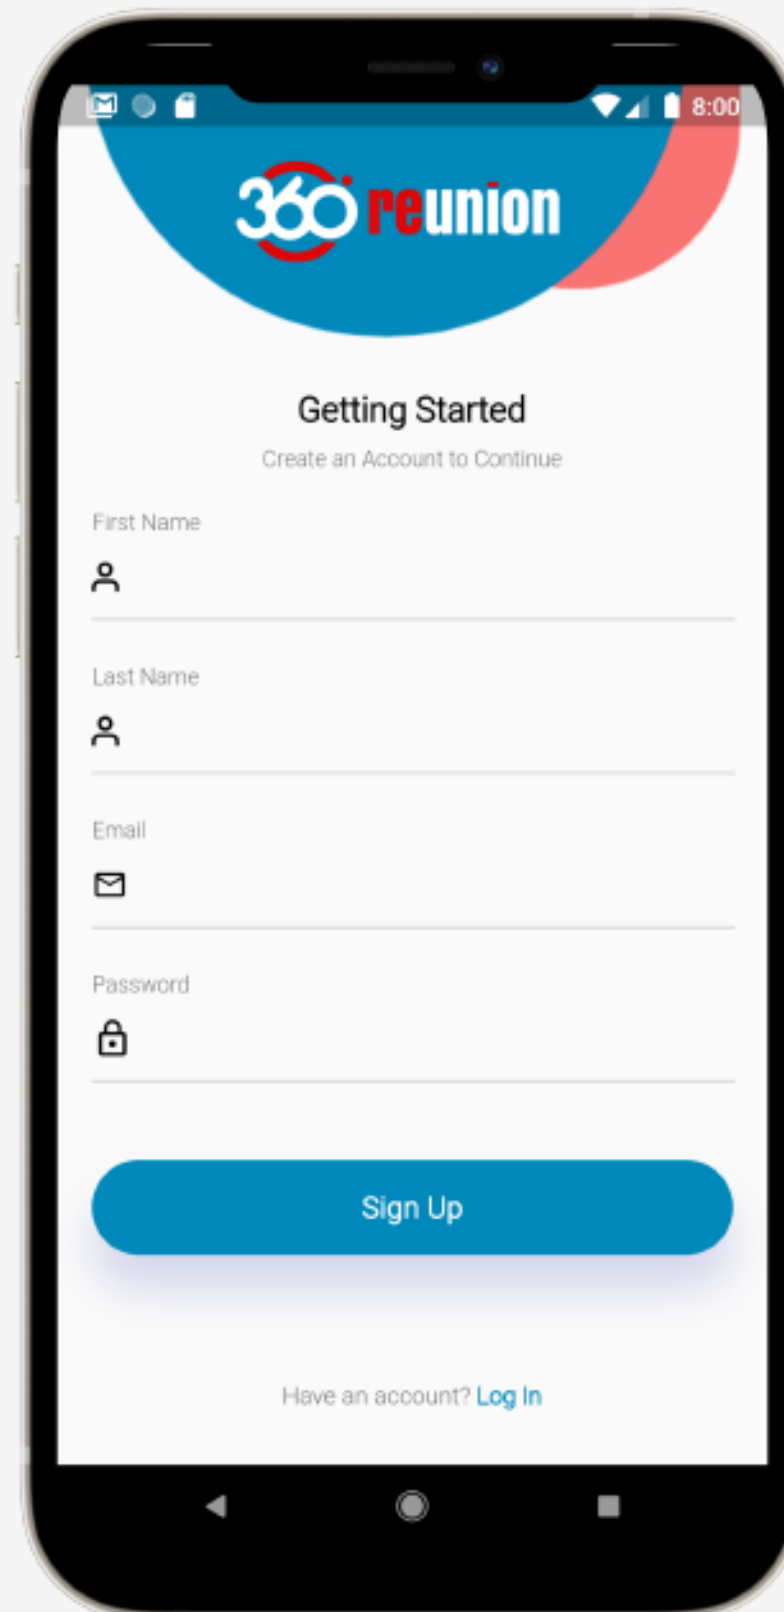 8:00
360° reunion
Getting Started
Create an Account to Continue
First Name
Last Name
Email
Password
Sign Up
Have an account? Log In